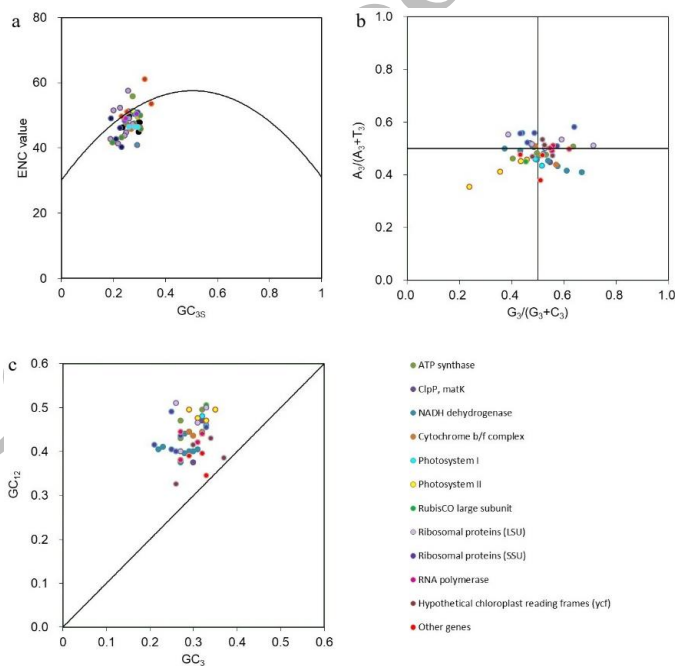 a
80
60
40
20
0
ENC value
0
0.2
0.4
0.6
0.8
1
GC3S
b
1.0
0.8
0.6
0.4
0.2
0.0
A3/(A3+T3)
0.0
0.2
0.4
0.6
0.8
1.0
G3/(G3+C3)
c
0.6
0.5
0.4
0.3
0.2
0.1
0.0
GC12
0
0.1
0.2
0.3
0.4
0.5
0.6
GC3
ATP synthase
ClpP, matK
NADH dehydrogenase
Cytochrome b/f complex
Photosystem I
Photosystem II
RubisCO large subunit
Ribosomal proteins (LSU)
Ribosomal proteins (SSU)
RNA polymerase
Hypothetical chloroplast reading frames (ycf)
Other genes